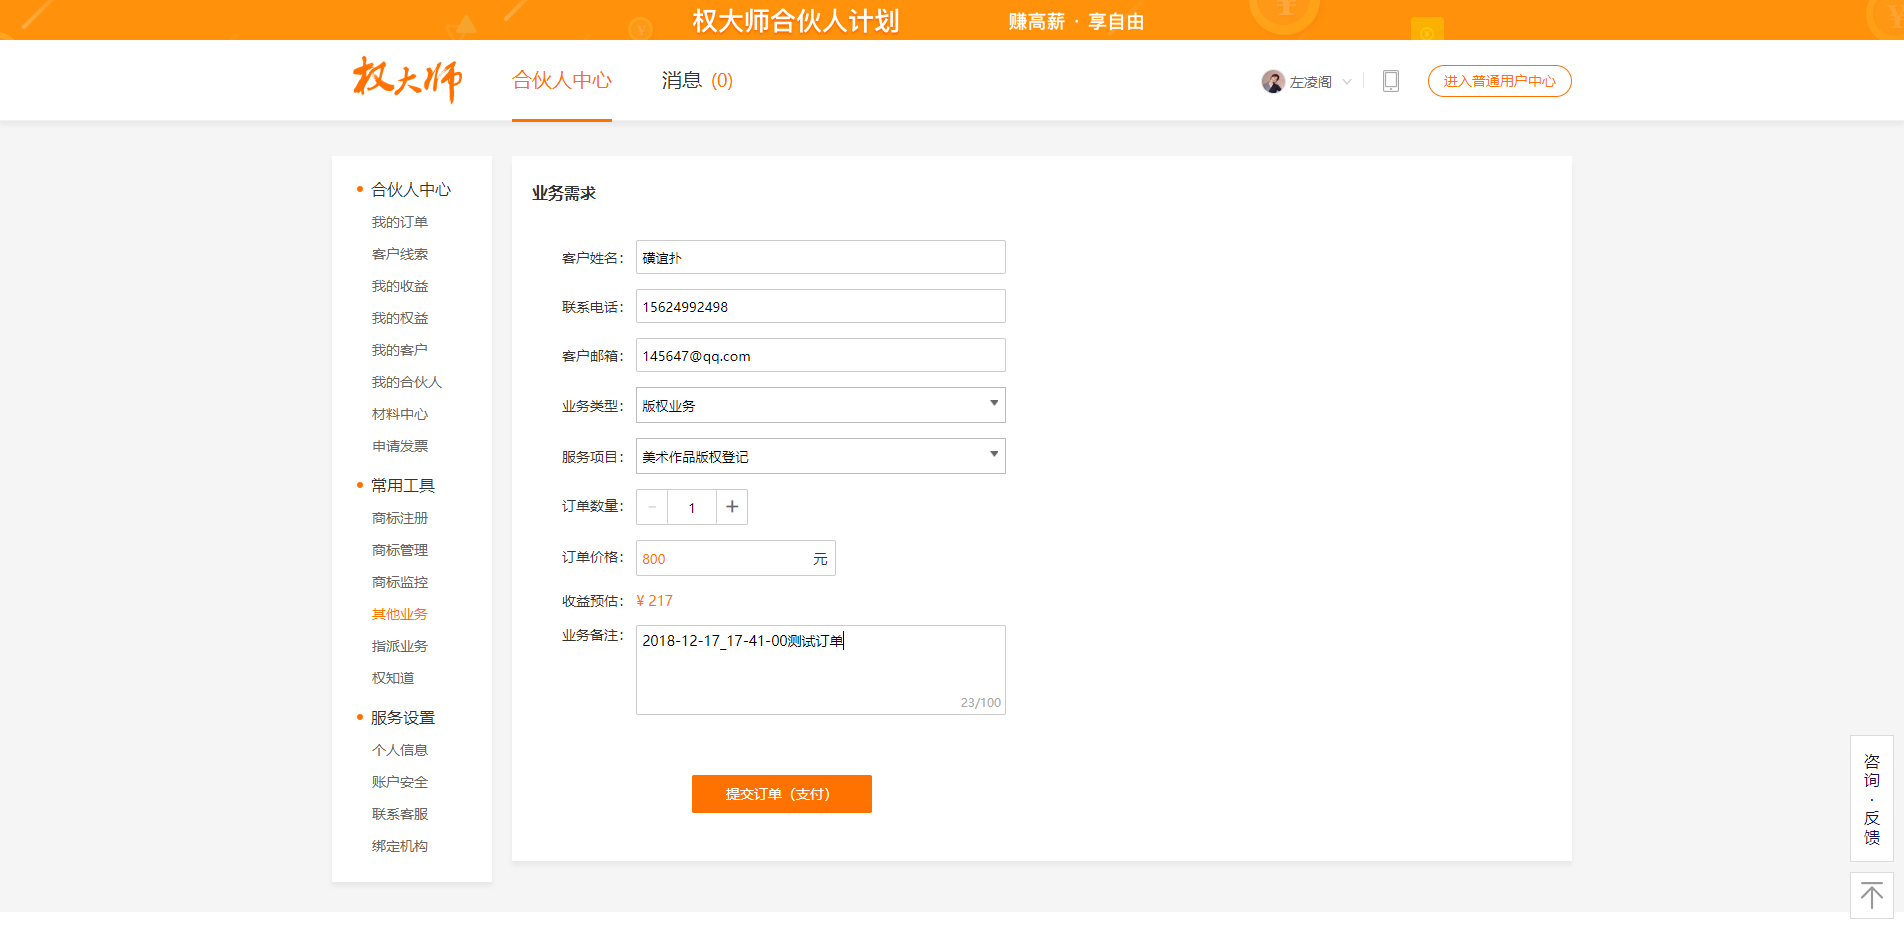 权大师合伙人计划
赚高薪 · 享自由
权大师
合伙人中心
消息 (0)
左凌阁
进入普通用户中心
合伙人中心
我的订单
客户线索
我的收益
我的权益
我的客户
我的合伙人
材料中心
申请发票
常用工具
商标注册
商标管理
商标监控
其他业务
指派业务
权知道
服务设置
个人信息
账户安全
联系客服
绑定机构
业务需求
客户姓名： 磺谊扑
联系电话： 15624992498
客户邮箱： 145647@qq.com
业务类型： 版权业务
服务项目： 美术作品版权登记
订单数量： − 1 +
订单价格： 800 元
收益预估： ¥ 217
业务备注： 2018-12-17_17-41-00测试订单
23/100
提交订单（支付）
咨
询
·
反
馈